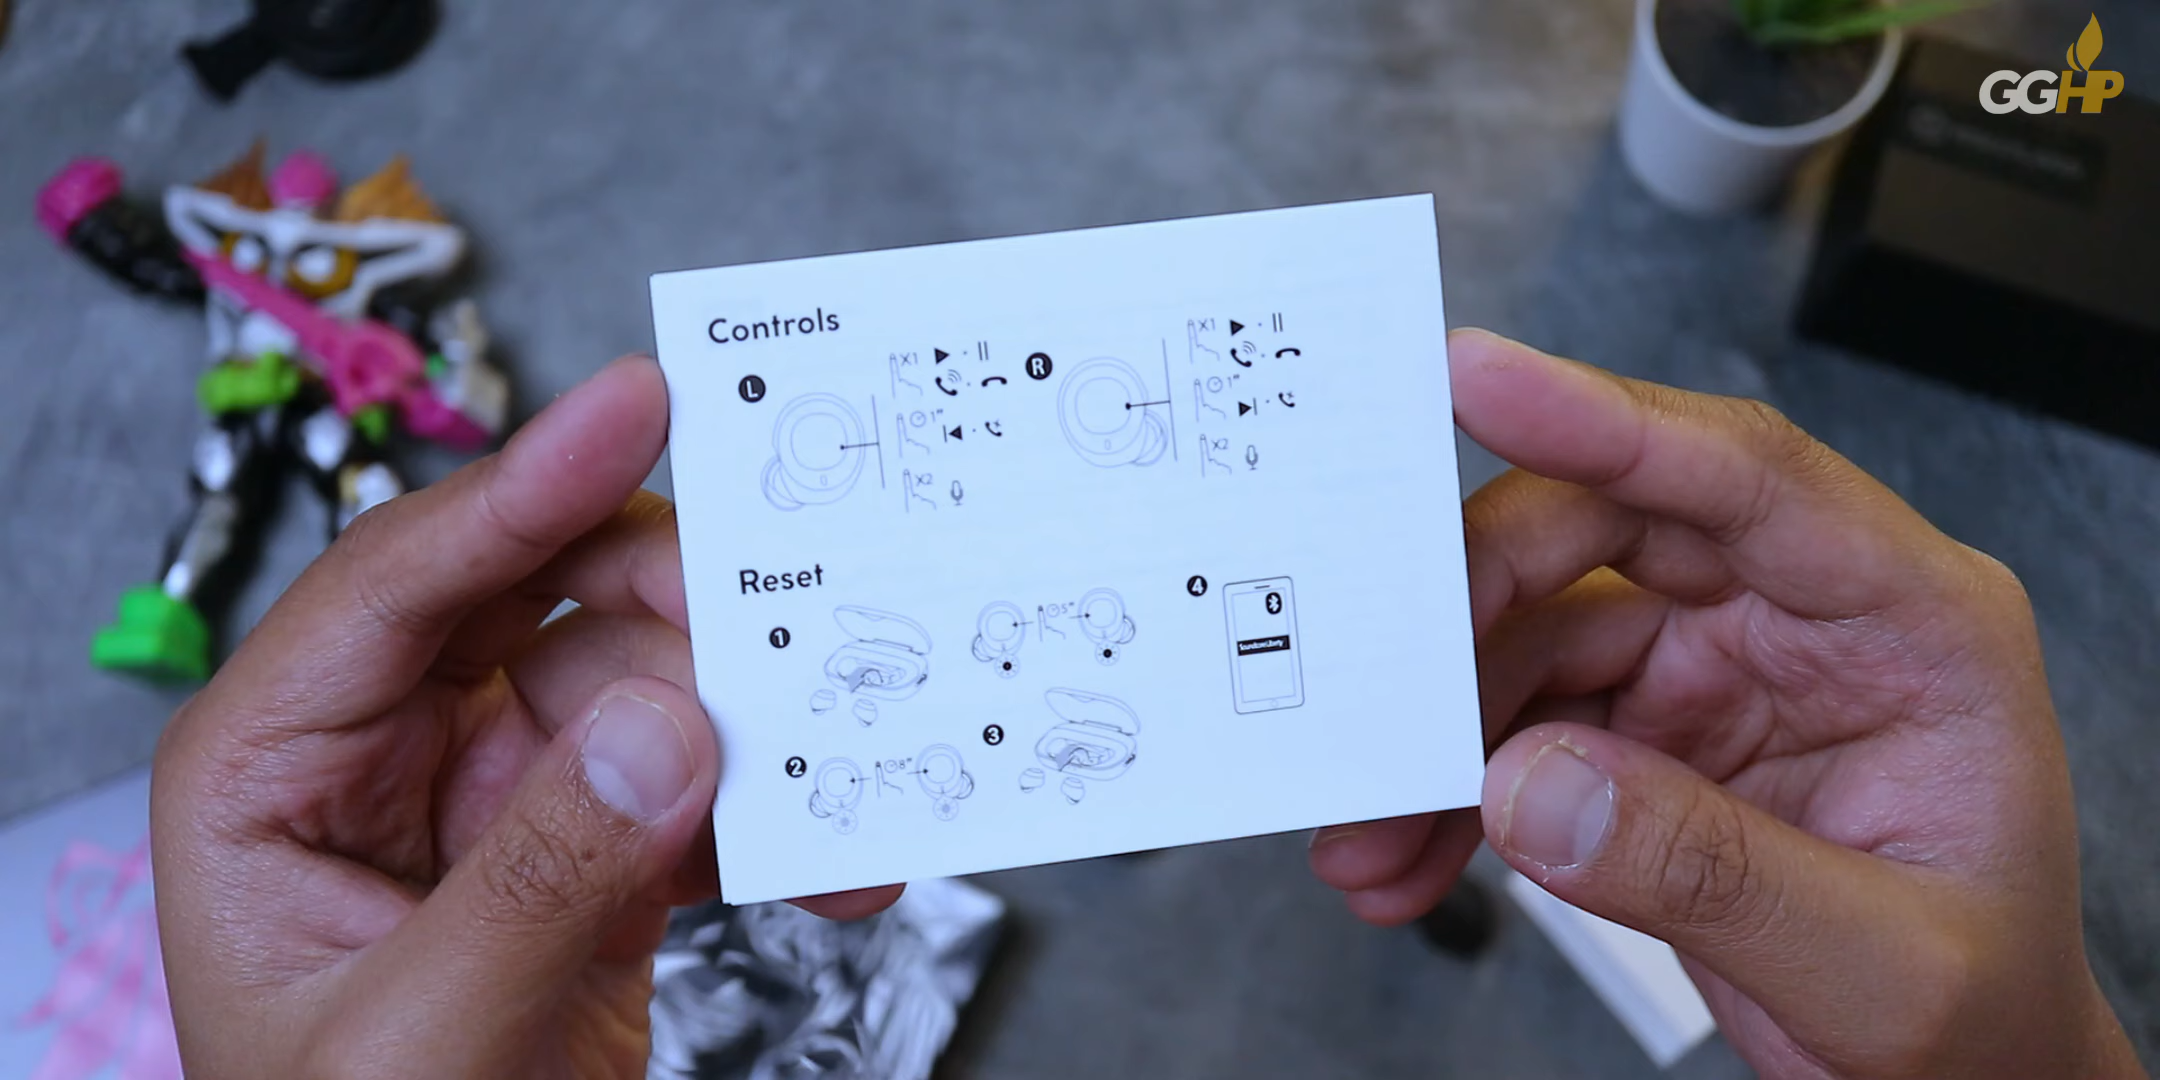 GGHP
Controls
L
X1
1"
X2
R
X1
1"
X2
Reset
1
5"
2
8"
3
4
Soundcore Liberty